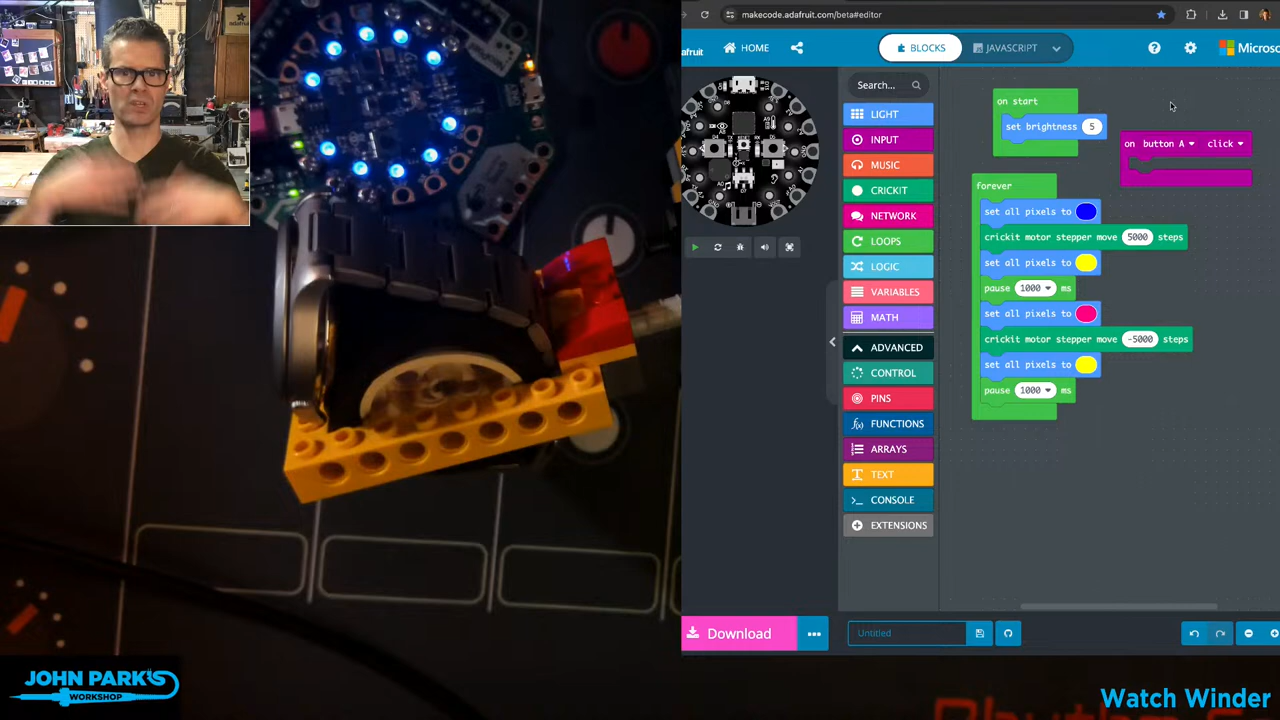 makecode.adafruit.com/beta#editor
HOME
BLOCKS
JAVASCRIPT
Search...
LIGHT
INPUT
MUSIC
CRICKIT
NETWORK
LOOPS
LOGIC
VARIABLES
MATH
ADVANCED
CONTROL
PINS
FUNCTIONS
ARRAYS
TEXT
CONSOLE
EXTENSIONS
on start
set brightness 5
on button A click
forever
set all pixels to
crickit motor stepper move 5000 steps
set all pixels to
pause 1000 ms
set all pixels to
crickit motor stepper move -5000 steps
set all pixels to
pause 1000 ms
Download
Untitled
JOHN PARK'S
WORKSHOP
Watch Winder